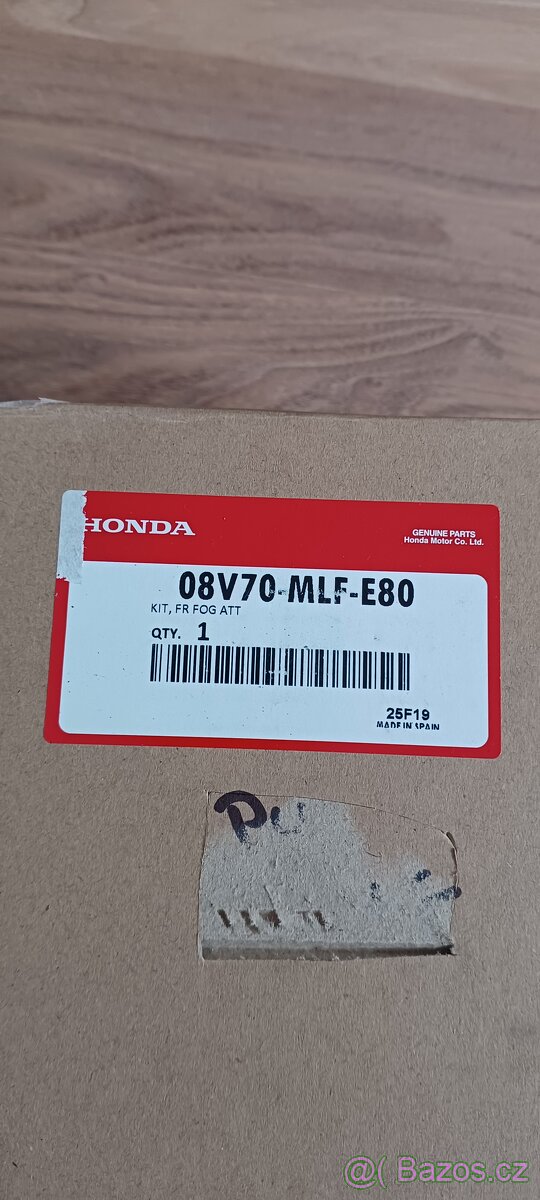 HONDA
GENUINE PARTS
Honda Motor Co. Ltd.
08V70-MLF-E80
KIT, FR FOG ATT
QTY. 1
25F19
MADE IN SPAIN
@( Bazos.cz